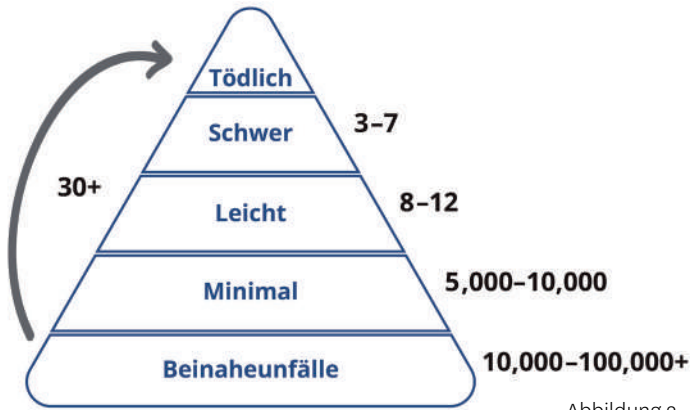 Tödlich
Schwer
3–7
30+
Leicht
8–12
Minimal
5,000–10,000
Beinaheunfälle
10,000–100,000+